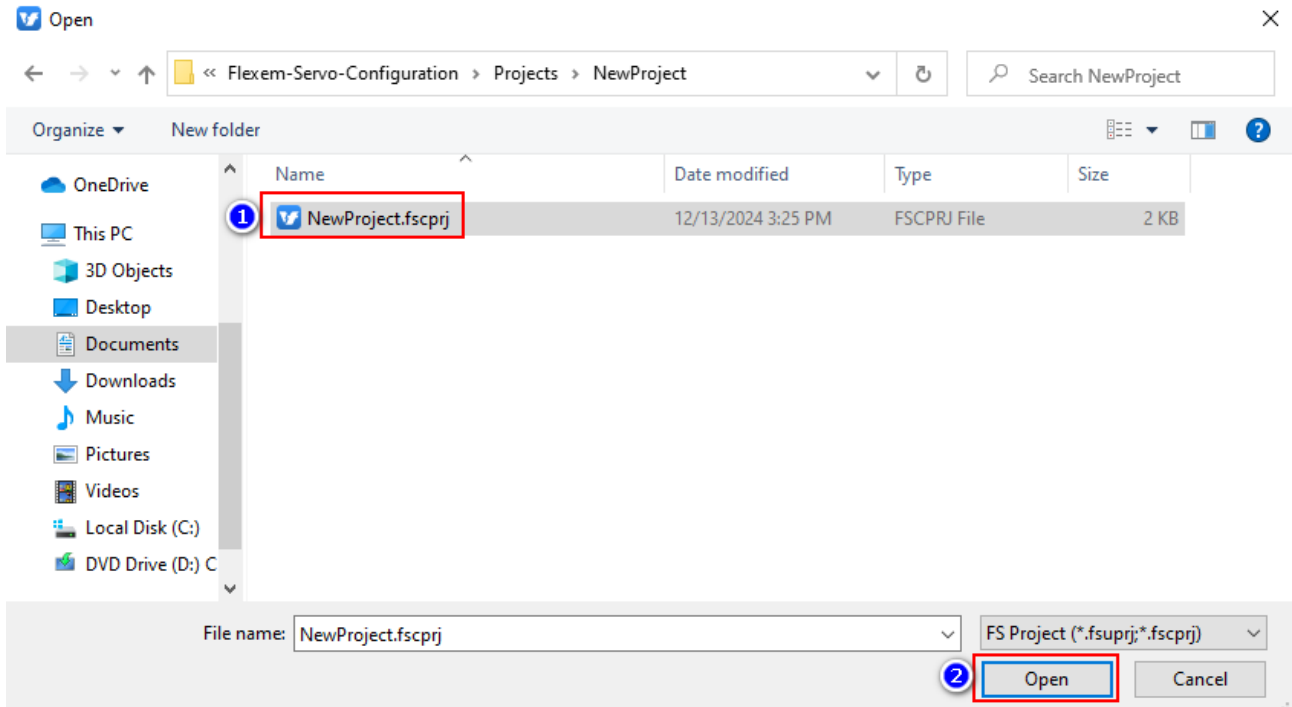 Open
« Flexem-Servo-Configuration > Projects > NewProject
Search NewProject
Organize
New folder
Name
Date modified
Type
Size
OneDrive
This PC
3D Objects
Desktop
Documents
Downloads
Music
Pictures
Videos
Local Disk (C:)
DVD Drive (D:) C
1
NewProject.fscprj
12/13/2024 3:25 PM
FSCPRJ File
2 KB
File name:
NewProject.fscprj
FS Project (*.fsuprj;*.fscprj)
2
Open
Cancel